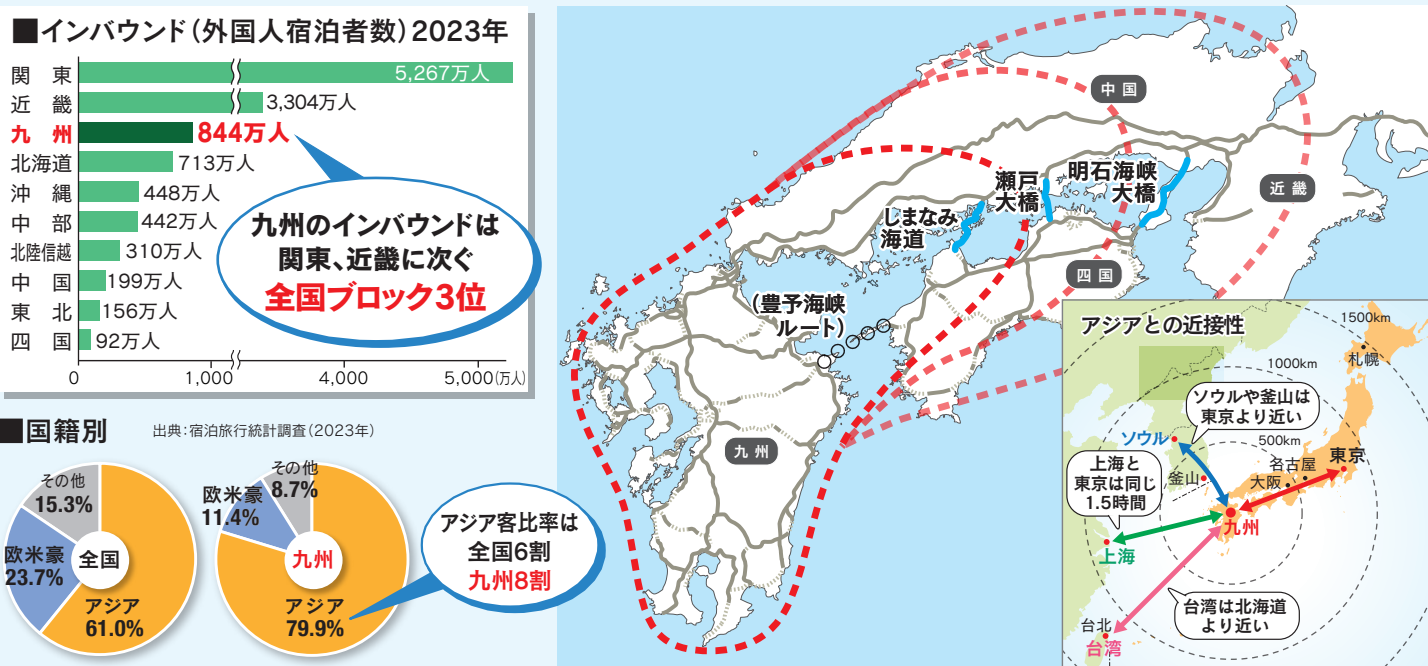 ■インバウンド（外国人宿泊者数）2023年
関東 5,267万人
近畿 3,304万人
九州 844万人
北海道 713万人
沖縄 448万人
中部 442万人
北陸信越 310万人
中国 199万人
東北 156万人
四国 92万人
0 1,000 4,000 5,000(万人)
九州のインバウンドは
関東、近畿に次ぐ
全国ブロック3位
■国籍別
出典：宿泊旅行統計調査（2023年）
その他
15.3%
欧米豪
23.7%
全国
アジア
61.0%
その他
8.7%
欧米豪
11.4%
九州
アジア
79.9%
アジア客比率は
全国6割
九州8割
中国
明石海峡
大橋
瀬戸
大橋
近畿
しまなみ
海道
四国
（豊予海峡
ルート）
九州
アジアとの近接性
1500km
札幌
1000km
ソウルや釜山は
東京より近い
ソウル
500km
東京
名古屋
大阪
釜山
上海と
東京は同じ
1.5時間
九州
上海
台湾は北海道
より近い
台北
台湾